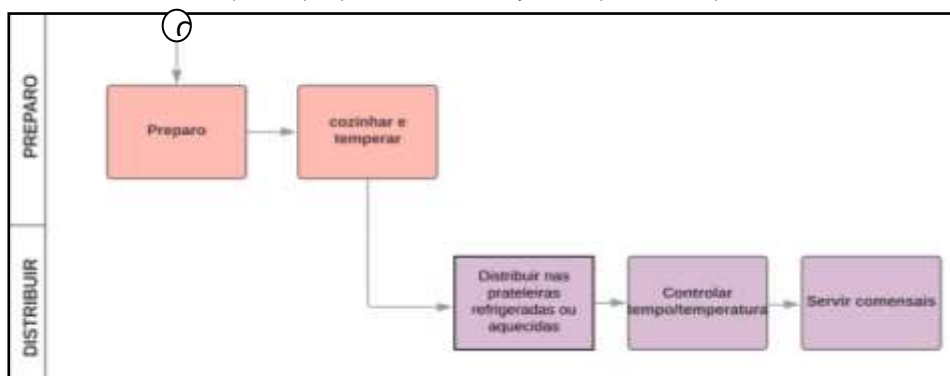 PREPARO
Preparo
cozinhar e
temperar
DISTRIBUIR
Distribuir nas
prateleiras
refrigeradas ou
aquecidas
Controlar
tempo/temperatura
Servir comensais